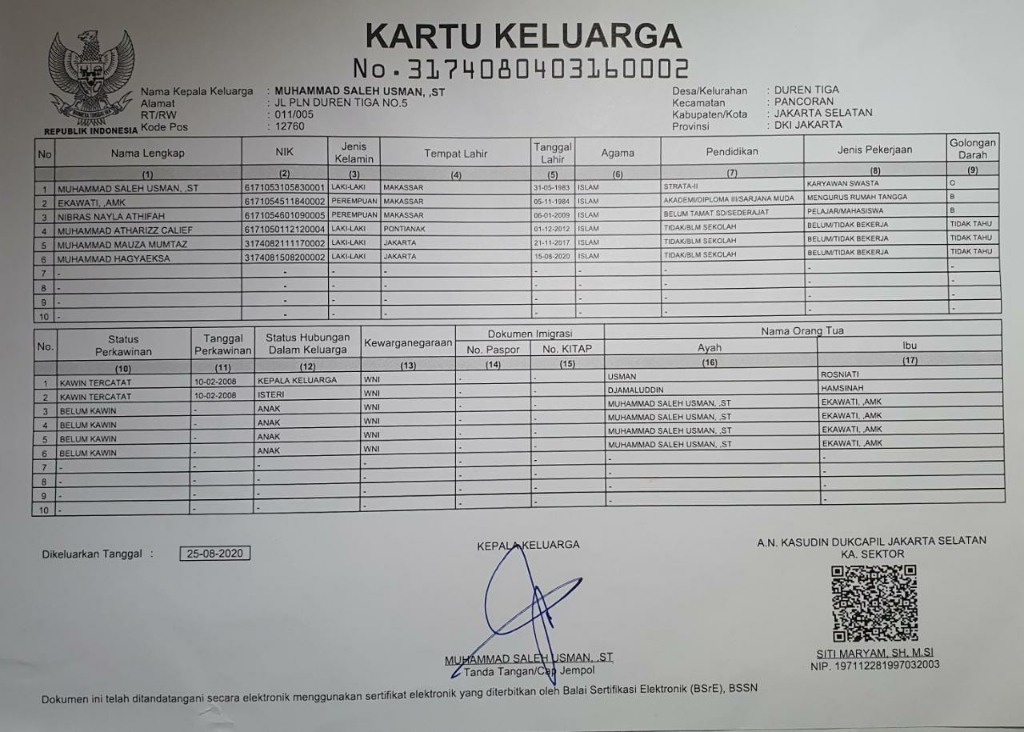 KARTU KELUARGA
No.3174080403160002
REPUBLIK INDONESIA
Nama Kepala Keluarga : MUHAMMAD SALEH USMAN, ,ST
Alamat : JL PLN DUREN TIGA NO.5
RT/RW : 011/005
Kode Pos : 12760
Desa/Kelurahan : DUREN TIGA
Kecamatan : PANCORAN
Kabupaten/Kota : JAKARTA SELATAN
Provinsi : DKI JAKARTA
No Nama Lengkap NIK Jenis Kelamin Tempat Lahir Tanggal Lahir Agama Pendidikan Jenis Pekerjaan Golongan Darah
(1) (2) (3) (4) (5) (6) (7) (8) (9)
1 MUHAMMAD SALEH USMAN, ,ST 6171053105830001 LAKI-LAKI MAKASSAR 31-05-1983 ISLAM STRATA-II KARYAWAN SWASTA O
2 EKAWATI, ,AMK 6171054511840002 PEREMPUAN MAKASSAR 05-11-1984 ISLAM AKADEMI/DIPLOMA III/SARJANA MUDA MENGURUS RUMAH TANGGA B
3 NIBRAS NAYLA ATHIFAH 6171054601090005 PEREMPUAN MAKASSAR 06-01-2009 ISLAM BELUM TAMAT SD/SEDERAJAT PELAJAR/MAHASISWA B
4 MUHAMMAD ATHARIZZ CALIEF 6171050112120004 LAKI-LAKI PONTIANAK 01-12-2012 ISLAM TIDAK/BLM SEKOLAH BELUM/TIDAK BEKERJA TIDAK TAHU
5 MUHAMMAD MAUZA MUMTAZ 3174082111170002 LAKI-LAKI JAKARTA 21-11-2017 ISLAM TIDAK/BLM SEKOLAH BELUM/TIDAK BEKERJA TIDAK TAHU
6 MUHAMMAD HAGYAEKSA 3174081508200002 LAKI-LAKI JAKARTA 15-08-2020 ISLAM TIDAK/BLM SEKOLAH BELUM/TIDAK BEKERJA TIDAK TAHU
7 - - - - - - - - -
8 - - - - - - - - -
9 - - - - - - - - -
10 - - - - - - - - -
No. Status Perkawinan Tanggal Perkawinan Status Hubungan Dalam Keluarga Kewarganegaraan Dokumen Imigrasi Nama Orang Tua
No. Paspor No. KITAP Ayah Ibu
(10) (11) (12) (13) (14) (15) (16) (17)
1 KAWIN TERCATAT 10-02-2008 KEPALA KELUARGA WNI - - USMAN ROSNIATI
2 KAWIN TERCATAT 10-02-2008 ISTERI WNI - - DJAMALUDDIN HAMSINAH
3 BELUM KAWIN - ANAK WNI - - MUHAMMAD SALEH USMAN, ,ST EKAWATI, ,AMK
4 BELUM KAWIN - ANAK WNI - - MUHAMMAD SALEH USMAN, ,ST EKAWATI, ,AMK
5 BELUM KAWIN - ANAK WNI - - MUHAMMAD SALEH USMAN, ,ST EKAWATI, ,AMK
6 BELUM KAWIN - ANAK WNI - - MUHAMMAD SALEH USMAN, ,ST EKAWATI, ,AMK
7 - - - - - - - -
8 - - - - - - - -
9 - - - - - - - -
10 - - - - - - - -
Dikeluarkan Tanggal : 25-08-2020
KEPALA KELUARGA
MUHAMMAD SALEH USMAN, ,ST
Tanda Tangan/Cap Jempol
A.N. KASUDIN DUKCAPIL JAKARTA SELATAN
KA. SEKTOR
SITI MARYAM, SH, M.SI
NIP. 197112281997032003
Dokumen ini telah ditandatangani secara elektronik menggunakan sertifikat elektronik yang diterbitkan oleh Balai Sertifikasi Elektronik (BSrE), BSSN